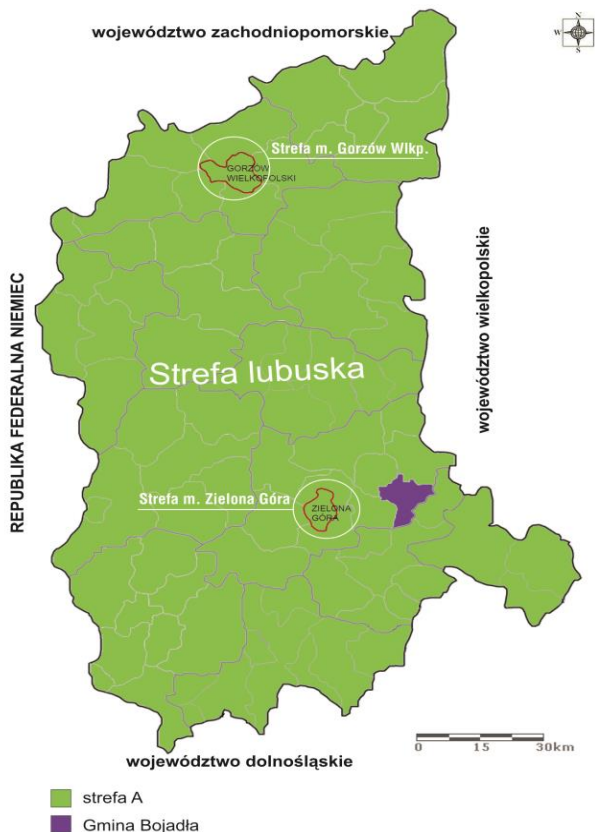 województwo zachodniopomorskie
N
W
S
Strefa m. Gorzów Wlkp.
GORZÓW
WIELKOPOLSKI
REPUBLIKA FEDERALNA NIEMIEC
województwo wielkopolskie
Strefa lubuska
Strefa m. Zielona Góra
ZIELONA
GÓRA
0 15 30km
województwo dolnośląskie
strefa A
Gmina Bojadła